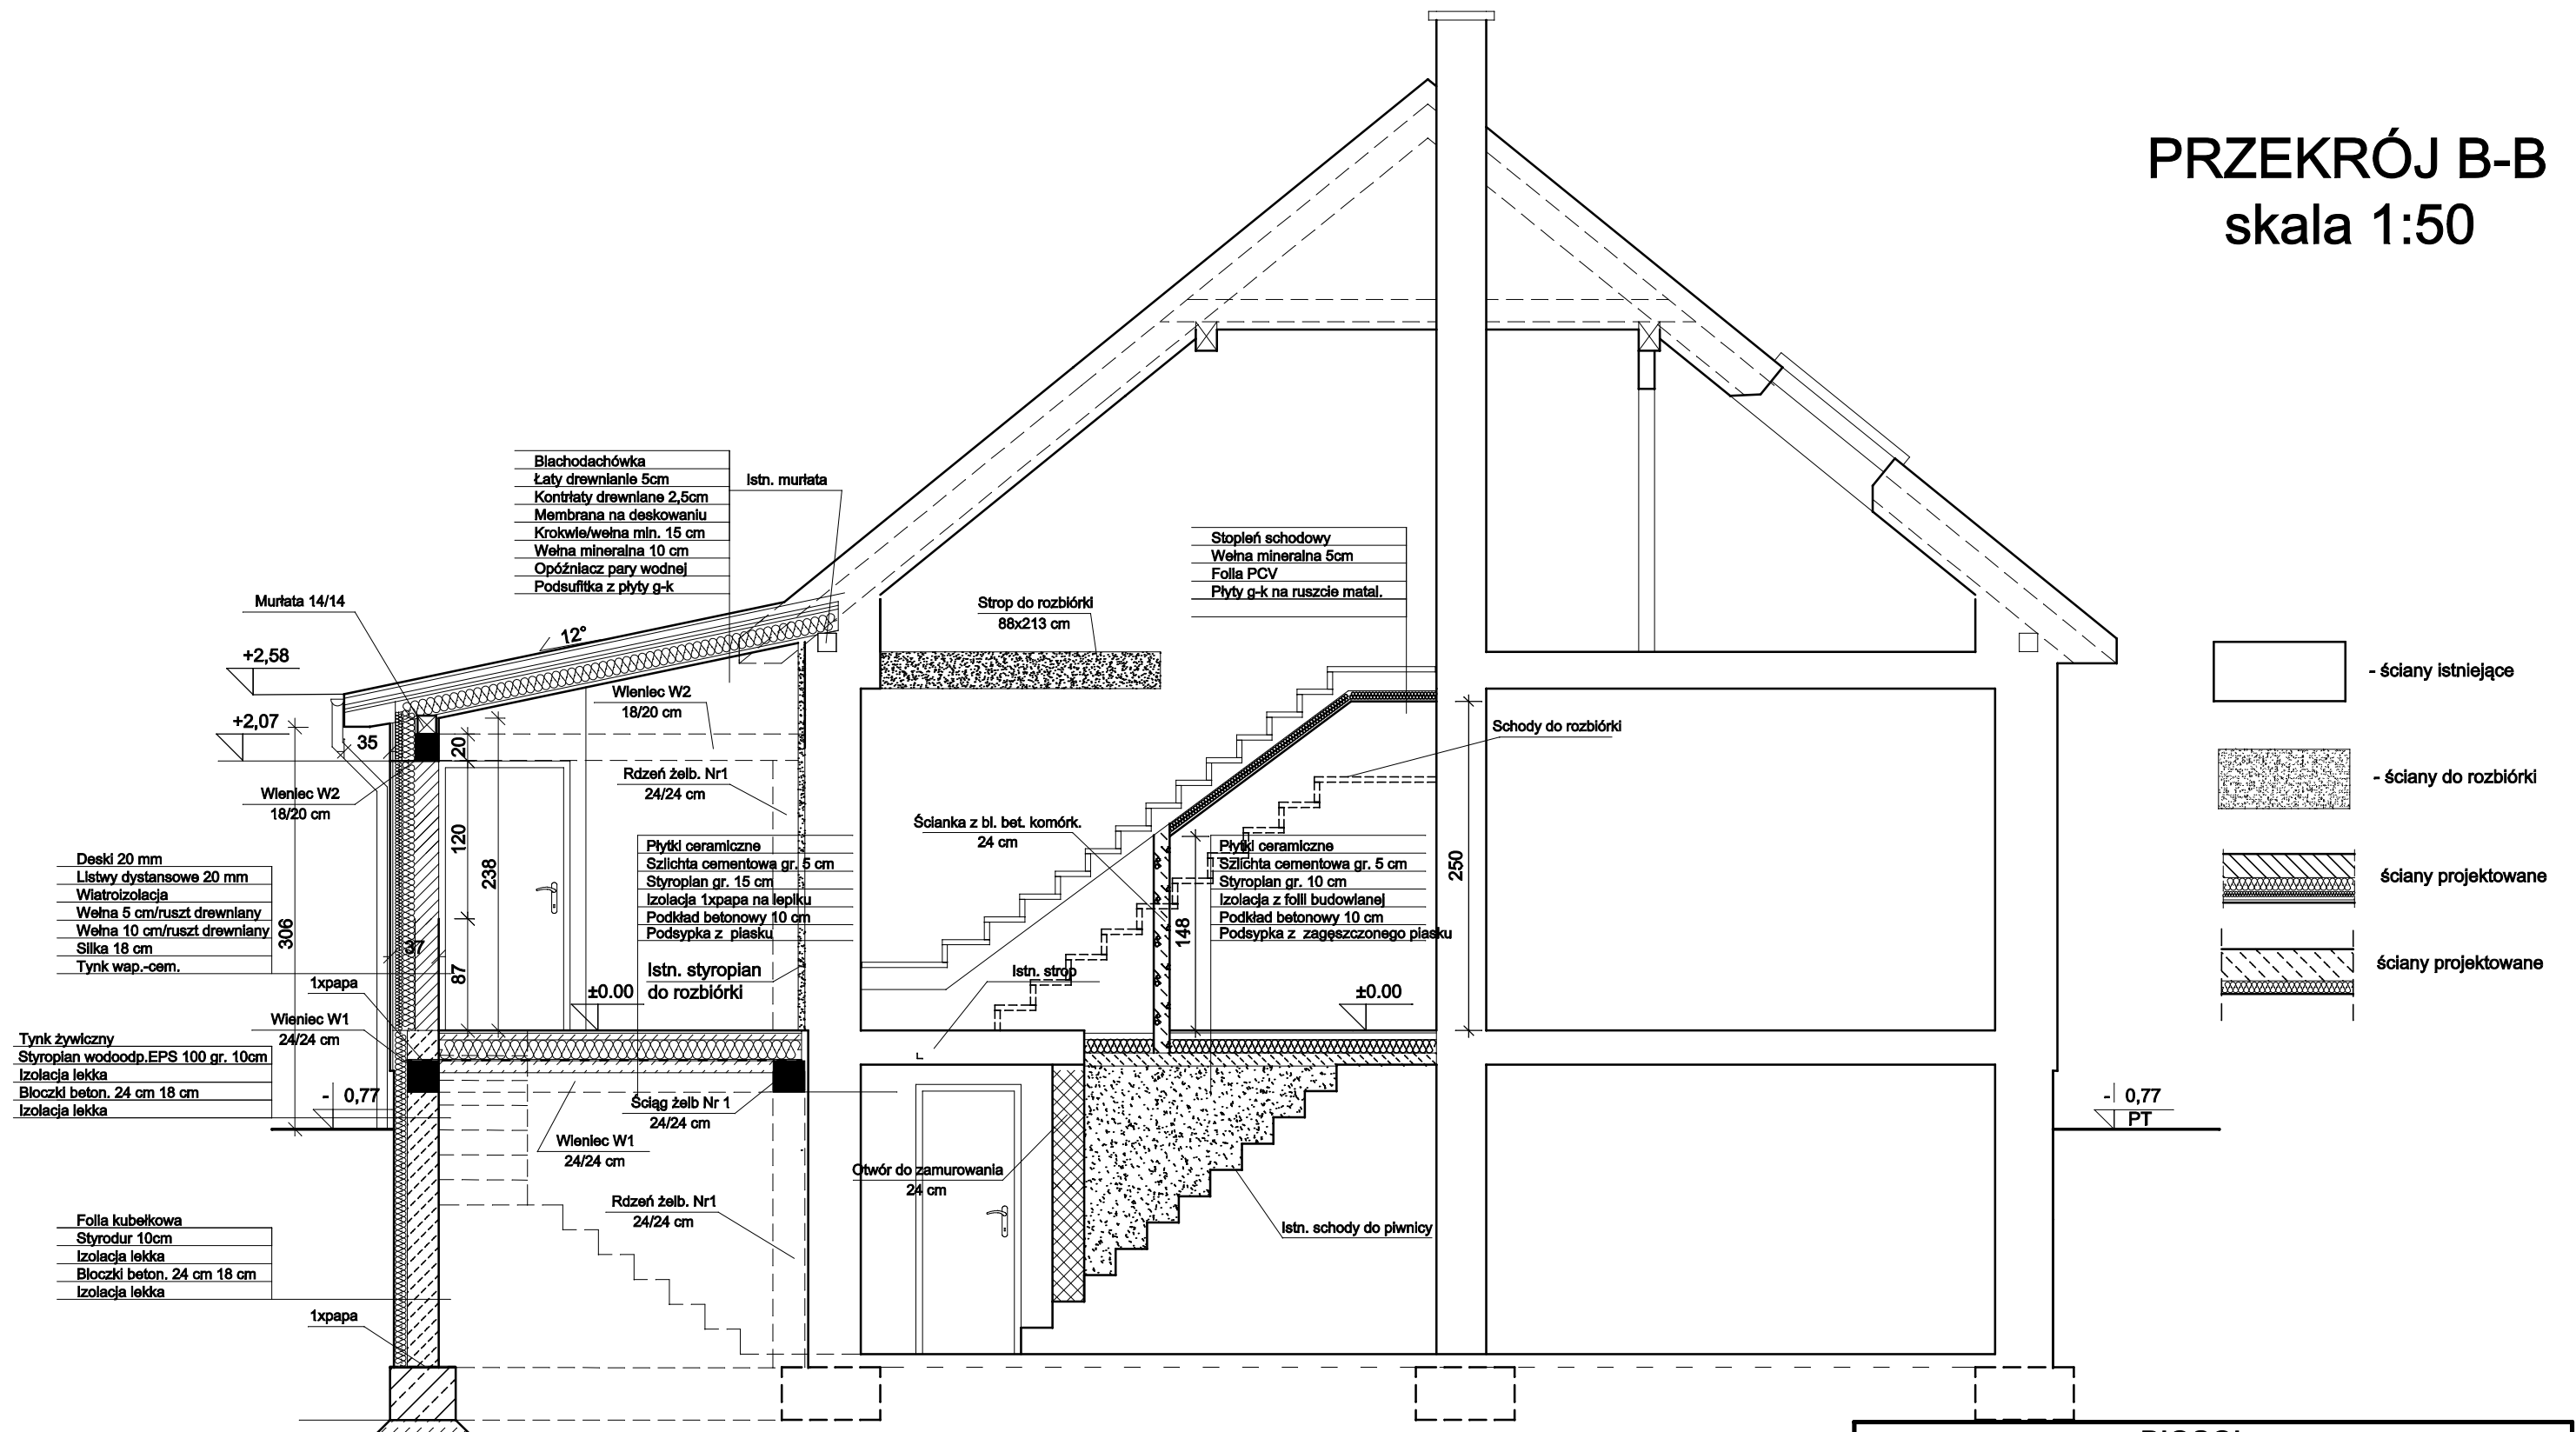 PRZEKRÓJ B-B
skala 1:50
Blachodachówka
Łaty drewnianie 5cm
Kontrłaty drewniane 2,5cm
Membrana na deskowaniu
Krokwie/wełna min. 15 cm
Wełna mineralna 10 cm
Opóźniacz pary wodnej
Podsufitka z płyty g-k
Istn. murłata
Murłata 14/14
12°
+2,58
+2,07
35
Wieniec W2
18/20 cm
Strop do rozbiórki
88x213 cm
Stopień schodowy
Wełna mineralna 5cm
Folia PCV
Płyty g-k na ruszcie matal.
Schody do rozbiórki
- ściany istniejące
- ściany do rozbiórki
ściany projektowane
ściany projektowane
Wieniec W2
18/20 cm
Rdzeń żelb. Nr1
24/24 cm
20
120
87
238
306
37
Deski 20 mm
Listwy dystansowe 20 mm
Wiatroizolacja
Wełna 5 cm/ruszt drewniany
Wełna 10 cm/ruszt drewniany
Silka 18 cm
Tynk wap.-cem.
Płytki ceramiczne
Szlichta cementowa gr. 5 cm
Styropian gr. 15 cm
Izolacja 1xpapa na lepiku
Podkład betonowy 10 cm
Podsypka z piasku
Istn. styropian
do rozbiórki
±0.00
Ścianka z bl. bet. komórk.
24 cm
Płytki ceramiczne
Szlichta cementowa gr. 5 cm
Styropian gr. 10 cm
Izolacja z folii budowlanej
Podkład betonowy 10 cm
Podsypka z zagęszczonego piasku
148
250
Istn. strop
±0.00
1xpapa
Wieniec W1
24/24 cm
Tynk żywiczny
Styropian wodoodp.EPS 100 gr. 10cm
Izolacja lekka
Bloczki beton. 24 cm 18 cm
Izolacja lekka
- 0,77
Ściąg żelb Nr 1
24/24 cm
Wieniec W1
24/24 cm
Otwór do zamurowania
24 cm
Rdzeń żelb. Nr1
24/24 cm
Istn. schody do piwnicy
- 0,77
PT
Folia kubełkowa
Styrodur 10cm
Izolacja lekka
Bloczki beton. 24 cm 18 cm
Izolacja lekka
1xpapa